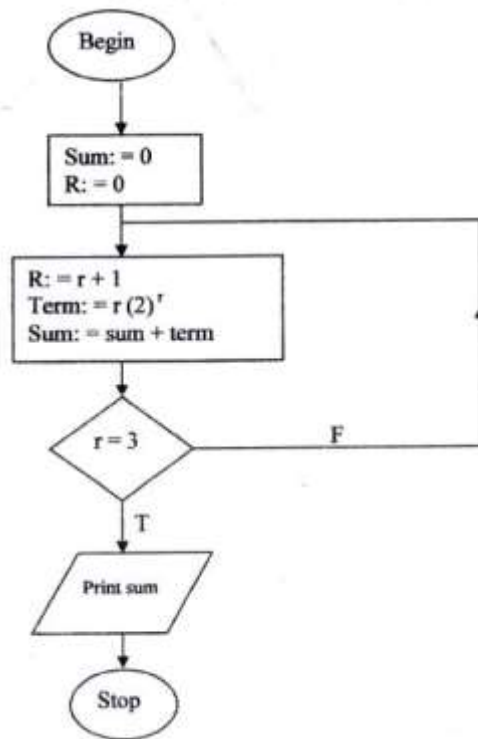 Begin
Sum: = 0
R: = 0
R: = r + 1
Term: = r (2) ʳ
Sum: = sum + term
r = 3
F
T
Print sum
Stop